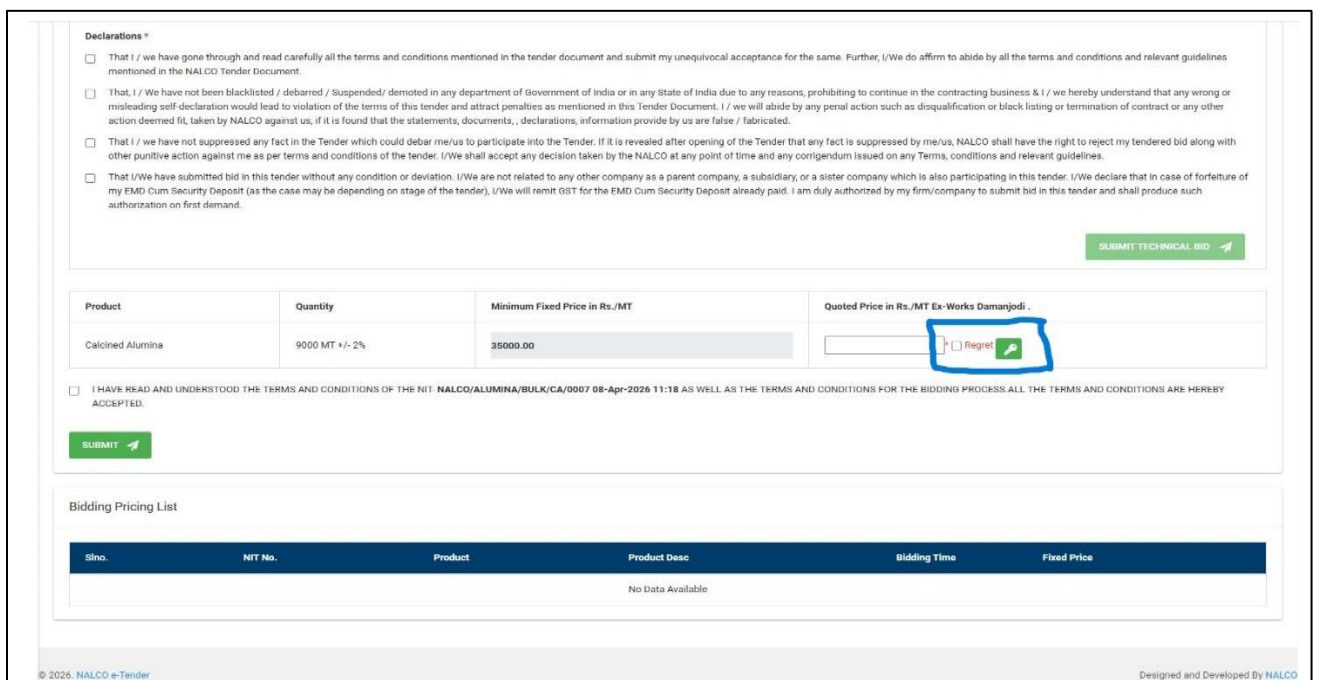 Declarations *
That I / we have gone through and read carefully all the terms and conditions mentioned in the tender document and submit my unequivocal acceptance for the same. Further, I/We do affirm to abide by all the terms and conditions and relevant guidelines
mentioned in the NALCO Tender Document.
That, I / We have not been blacklisted / debarred / Suspended/ demoted in any department of Government of India or in any State of India due to any reasons, prohibiting to continue in the contracting business & I / we hereby understand that any wrong or
misleading self-declaration would lead to violation of the terms of this tender and attract penalties as mentioned in this Tender Document. I / we will abide by any penal action such as disqualification or black listing or termination of contract or any other
action deemed fit, taken by NALCO against us, if it is found that the statements, documents, , declarations, information provide by us are false / fabricated.
That I / we have not suppressed any fact in the Tender which could debar me/us to participate into the Tender. If it is revealed after opening of the Tender that any fact is suppressed by me/us, NALCO shall have the right to reject my tendered bid along with
other punitive action against me as per terms and conditions of the tender. I/We shall accept any decision taken by the NALCO at any point of time and any corrigendum issued on any Terms, conditions and relevant guidelines.
That I/We have submitted bid in this tender without any condition or deviation. I/We are not related to any other company as a parent company, a subsidiary, or a sister company which is also participating in this tender. I/We declare that in case of forfeiture of
my EMD Cum Security Deposit (as the case may be depending on stage of the tender), I/We will remit GST for the EMD Cum Security Deposit already paid. I am duly authorized by my firm/company to submit bid in this tender and shall produce such
authorization on first demand.
SUBMIT TECHNICAL BID
Product Quantity Minimum Fixed Price in Rs./MT Quoted Price in Rs./MT Ex-Works Damanjodi .
Calcined Alumina 9000 MT +/- 2% 35000.00 * Regret
I HAVE READ AND UNDERSTOOD THE TERMS AND CONDITIONS OF THE NIT- NALCO/ALUMINA/BULK/CA/0007 08-Apr-2026 11:18 AS WELL AS THE TERMS AND CONDITIONS FOR THE BIDDING PROCESS.ALL THE TERMS AND CONDITIONS ARE HEREBY
ACCEPTED.
SUBMIT
Bidding Pricing List
Slno. NIT No. Product Product Desc Bidding Time Fixed Price
No Data Available
© 2026. NALCO e-Tender Designed and Developed By NALCO